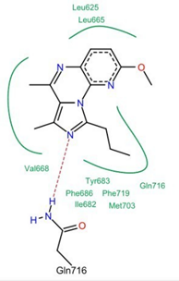 Leu625
Leu665
N
N
N
O
N
Val668
Tyr683
Phe686 Phe719 Gln716
Ile682 Met703
H
H N
O
Gln716